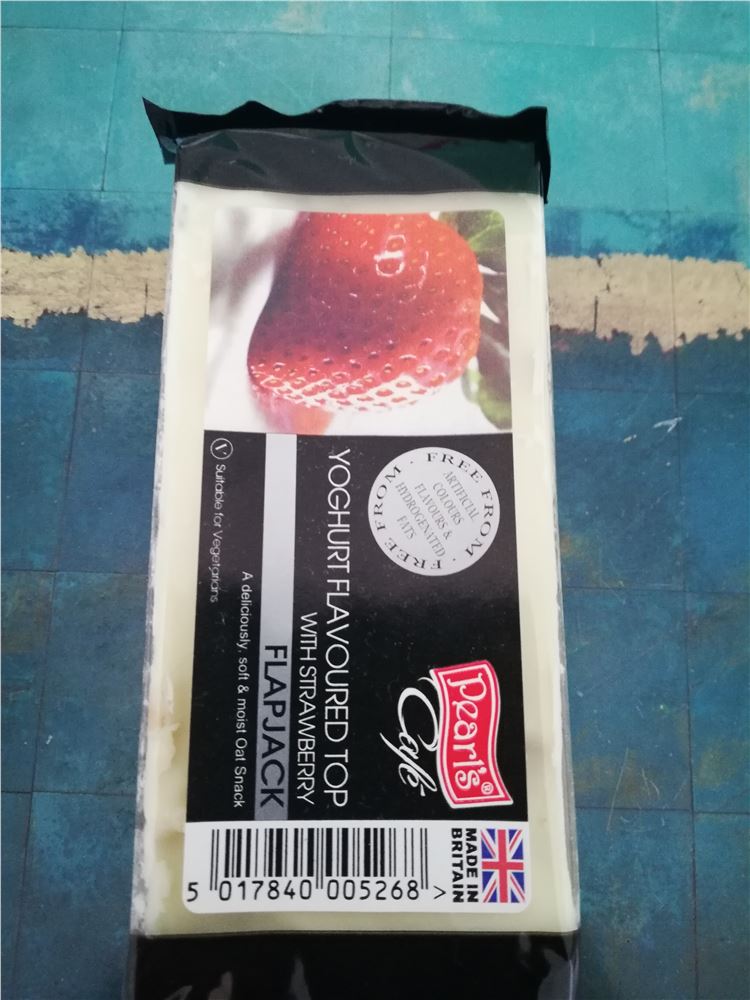 Pearl's®
Café
FREE FROM · FREE FROM ·
ARTIFICIAL
COLOURS
FLAVOURS &
HYDROGENATED
FATS
YOGHURT FLAVOURED TOP
WITH STRAWBERRY
FLAPJACK
A deliciously, soft & moist Oat Snack
V Suitable for Vegetarians
MADE IN
BRITAIN
5 017840 005268 >